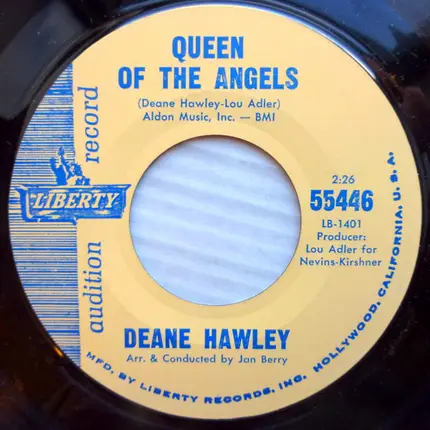 QUEEN
OF THE ANGELS
(Deane Hawley-Lou Adler)
Aldon Music, Inc. — BMI
audition record
LIBERTY
2:26
55446
LB-1401
Producer:
Lou Adler for
Nevins-Kirshner
DEANE HAWLEY
Arr. & Conducted by Jan Berry
MFD. BY LIBERTY RECORDS, INC. HOLLYWOOD, CALIFORNIA, U. S. A.